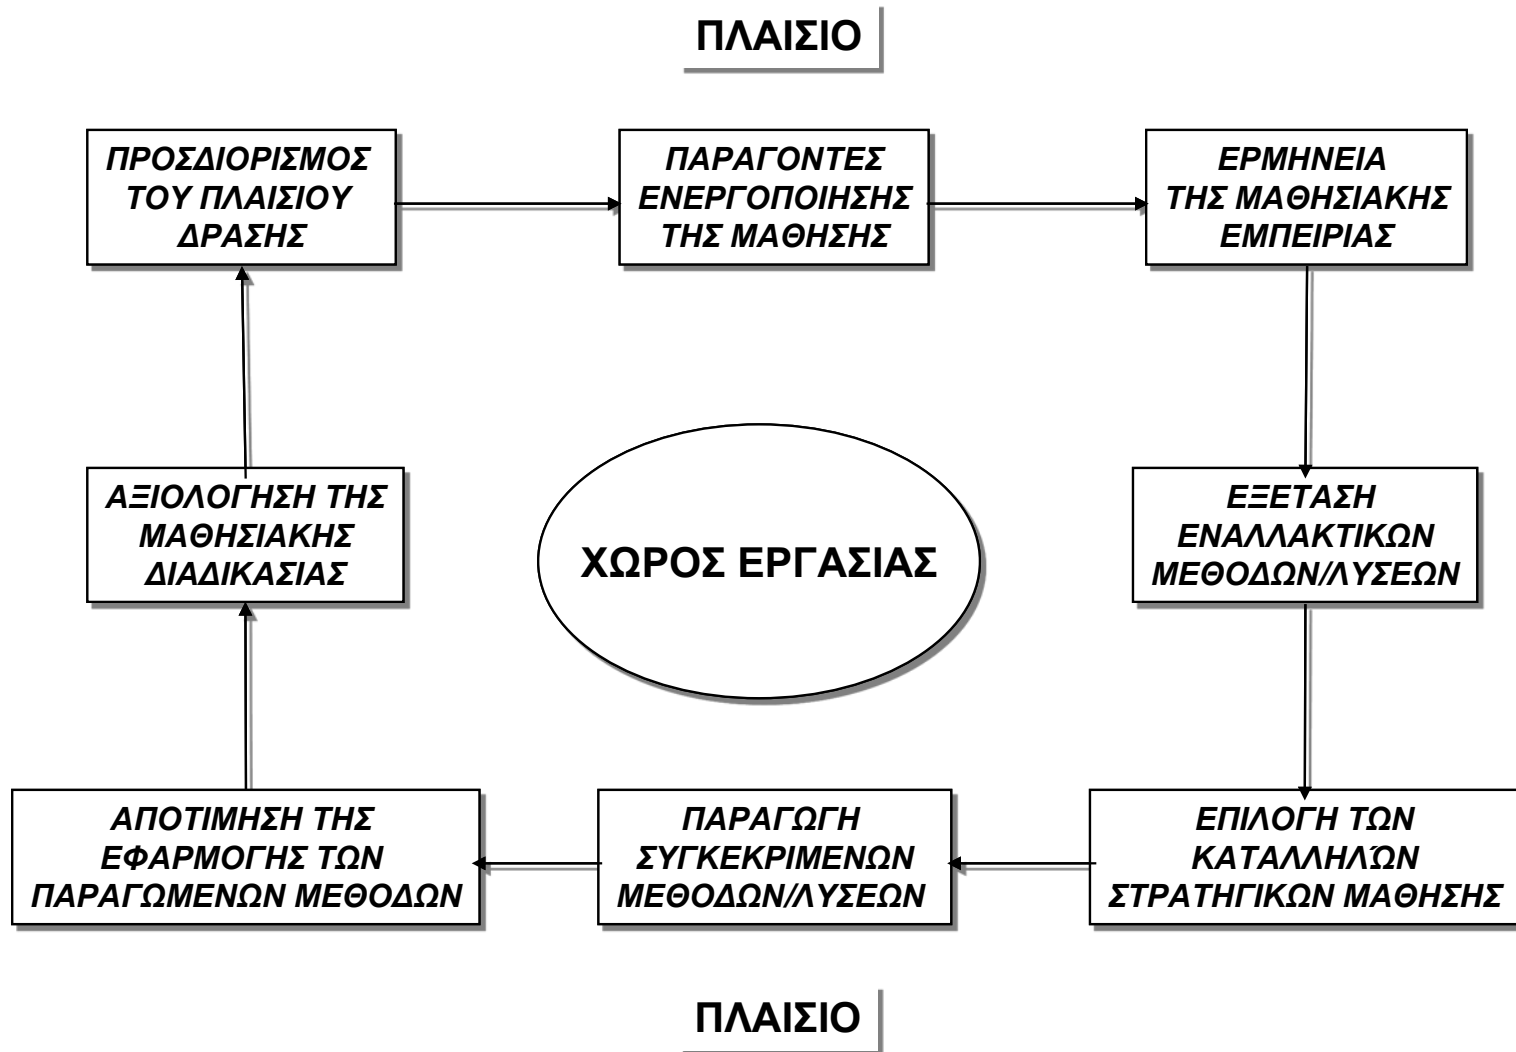 ΠΛΑΙΣΙΟ
ΠΡΟΣΔΙΟΡΙΣΜΟΣ
ΤΟΥ ΠΛΑΙΣΙΟΥ
ΔΡΑΣΗΣ
ΠΑΡΑΓΟΝΤΕΣ
ΕΝΕΡΓΟΠΟΙΗΣΗΣ
ΤΗΣ ΜΑΘΗΣΗΣ
ΕΡΜΗΝΕΙΑ
ΤΗΣ ΜΑΘΗΣΙΑΚΗΣ
ΕΜΠΕΙΡΙΑΣ
ΑΞΙΟΛΟΓΗΣΗ ΤΗΣ
ΜΑΘΗΣΙΑΚΗΣ
ΔΙΑΔΙΚΑΣΙΑΣ
ΧΩΡΟΣ ΕΡΓΑΣΙΑΣ
ΕΞΕΤΑΣΗ
ΕΝΑΛΛΑΚΤΙΚΩΝ
ΜΕΘΟΔΩΝ/ΛΥΣΕΩΝ
ΑΠΟΤΙΜΗΣΗ ΤΗΣ
ΕΦΑΡΜΟΓΗΣ ΤΩΝ
ΠΑΡΑΓΩΜΕΝΩΝ ΜΕΘΟΔΩΝ
ΠΑΡΑΓΩΓΗ
ΣΥΓΚΕΚΡΙΜΕΝΩΝ
ΜΕΘΟΔΩΝ/ΛΥΣΕΩΝ
ΕΠΙΛΟΓΗ ΤΩΝ
ΚΑΤΑΛΛΗΛΏΝ
ΣΤΡΑΤΗΓΙΚΩΝ ΜΑΘΗΣΗΣ
ΠΛΑΙΣΙΟ